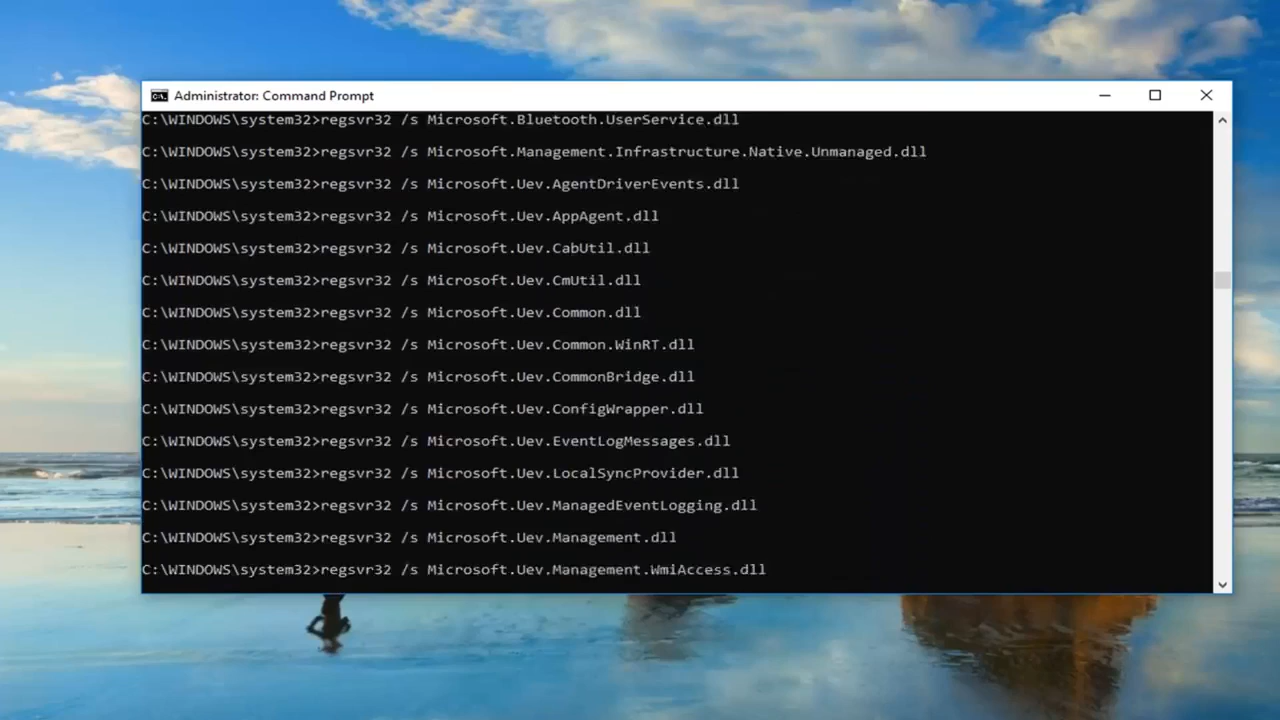 Administrator: Command Prompt
C:\WINDOWS\system32>regsvr32 /s Microsoft.Bluetooth.UserService.dll
C:\WINDOWS\system32>regsvr32 /s Microsoft.Management.Infrastructure.Native.Unmanaged.dll
C:\WINDOWS\system32>regsvr32 /s Microsoft.Uev.AgentDriverEvents.dll
C:\WINDOWS\system32>regsvr32 /s Microsoft.Uev.AppAgent.dll
C:\WINDOWS\system32>regsvr32 /s Microsoft.Uev.CabUtil.dll
C:\WINDOWS\system32>regsvr32 /s Microsoft.Uev.CmUtil.dll
C:\WINDOWS\system32>regsvr32 /s Microsoft.Uev.Common.dll
C:\WINDOWS\system32>regsvr32 /s Microsoft.Uev.Common.WinRT.dll
C:\WINDOWS\system32>regsvr32 /s Microsoft.Uev.CommonBridge.dll
C:\WINDOWS\system32>regsvr32 /s Microsoft.Uev.ConfigWrapper.dll
C:\WINDOWS\system32>regsvr32 /s Microsoft.Uev.EventLogMessages.dll
C:\WINDOWS\system32>regsvr32 /s Microsoft.Uev.LocalSyncProvider.dll
C:\WINDOWS\system32>regsvr32 /s Microsoft.Uev.ManagedEventLogging.dll
C:\WINDOWS\system32>regsvr32 /s Microsoft.Uev.Management.dll
C:\WINDOWS\system32>regsvr32 /s Microsoft.Uev.Management.WmiAccess.dll